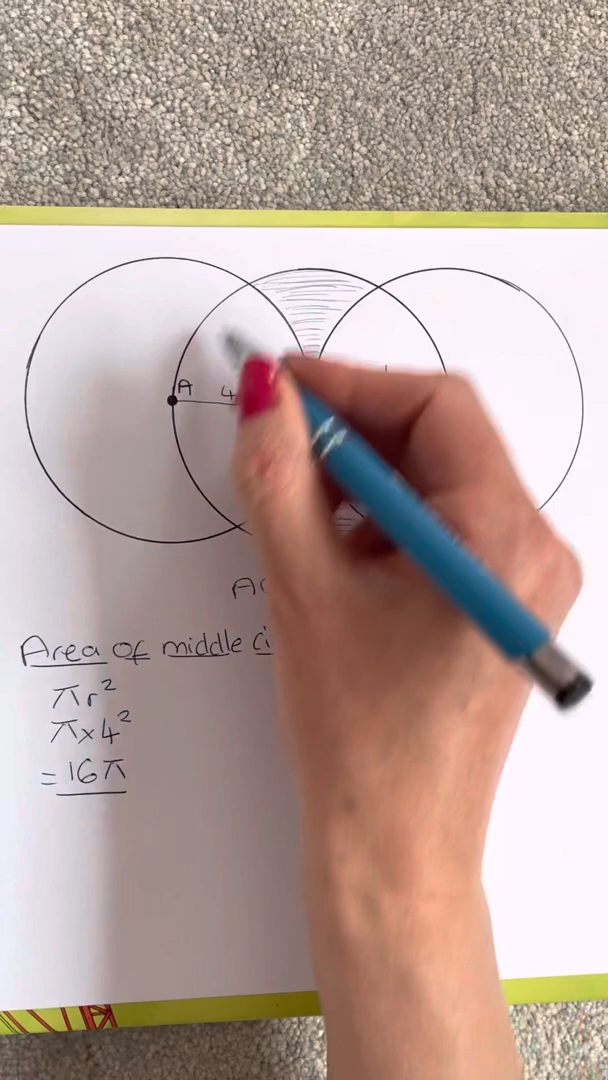 A 4
Area of middle
πr²
π×4²
= 16π